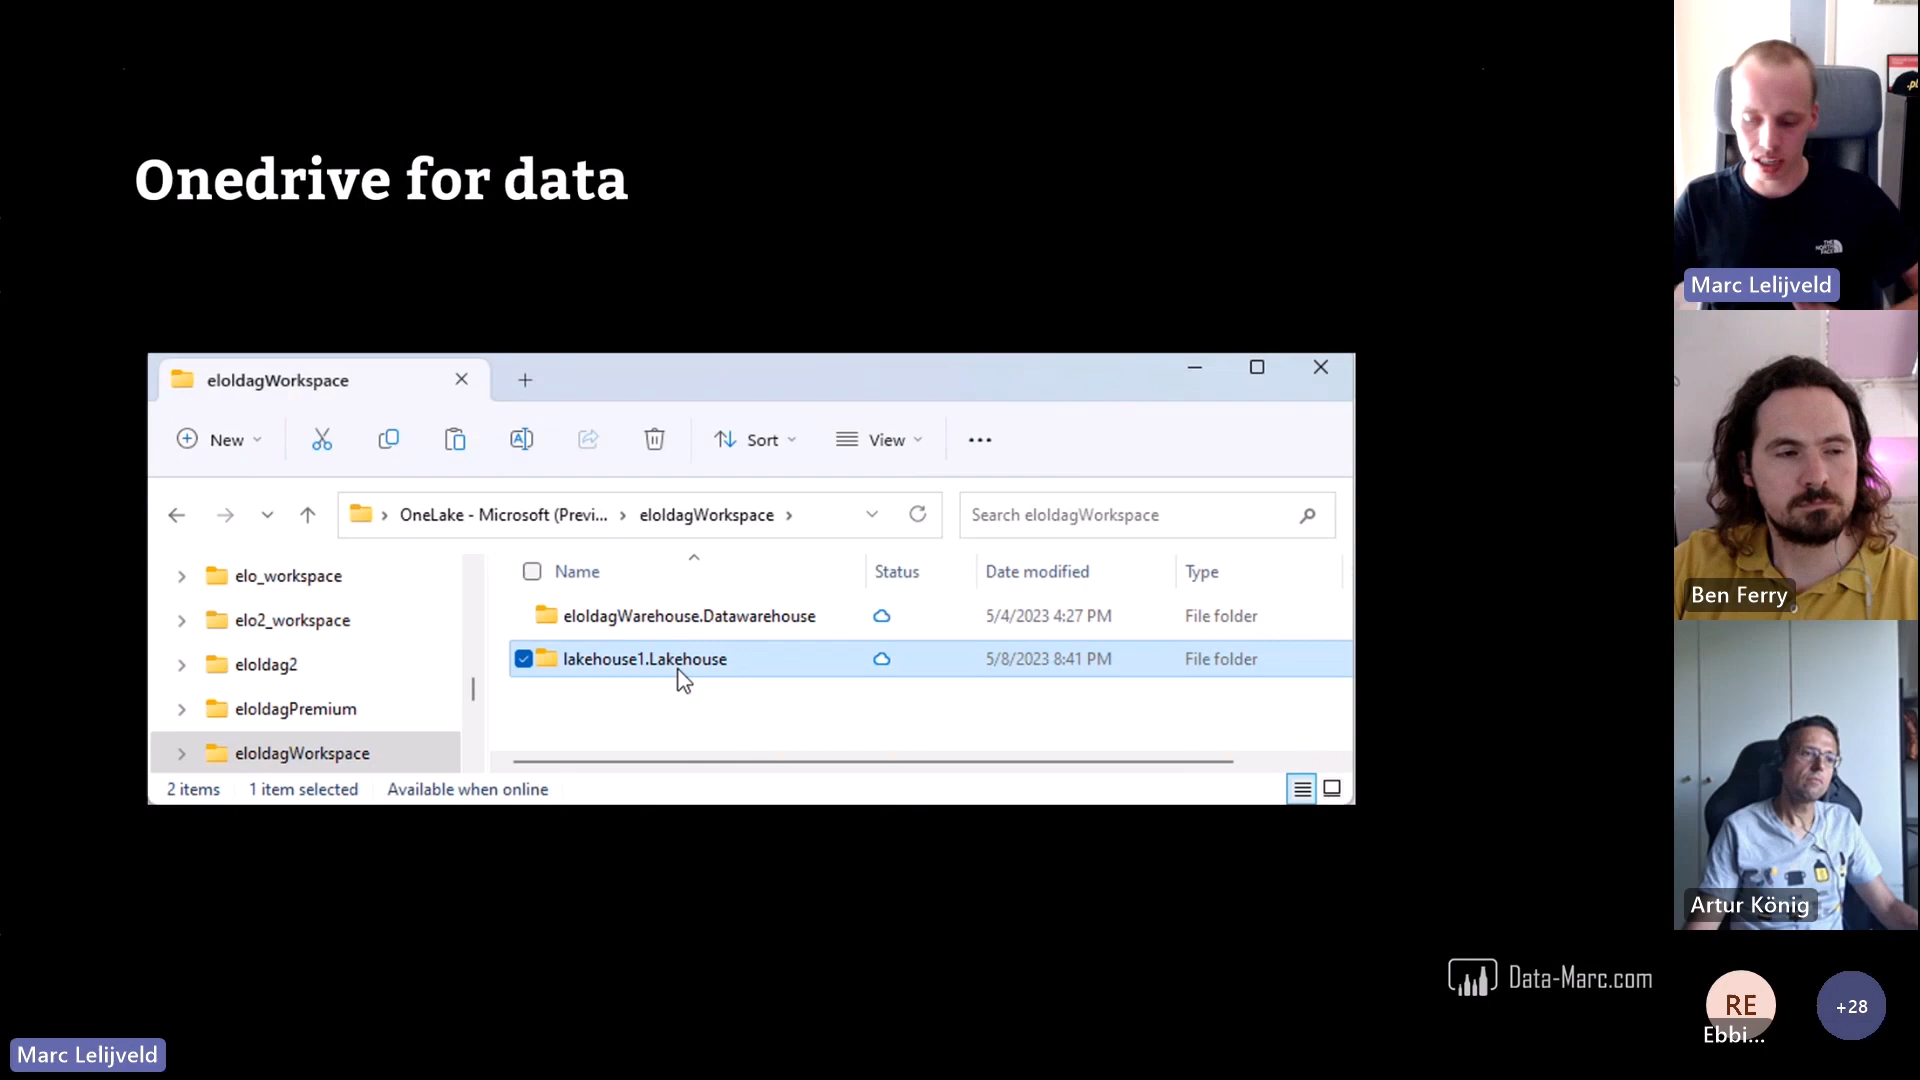 Onedrive for data
eloldagWorkspace
New
Sort
View
OneLake - Microsoft (Previ... eloldagWorkspace
Search eloldagWorkspace
elo_workspace
elo2_workspace
eloldag2
eloldagPremium
eloldagWorkspace
Name Status Date modified Type
eloldagWarehouse.Datawarehouse 5/4/2023 4:27 PM File folder
lakehouse1.Lakehouse 5/8/2023 8:41 PM File folder
2 items 1 item selected Available when online
Data-Marc.com
Marc Lelijveld
THE
NORTH
FACE
Marc Lelijveld
Ben Ferry
Artur König
RE
Ebbi...
+28